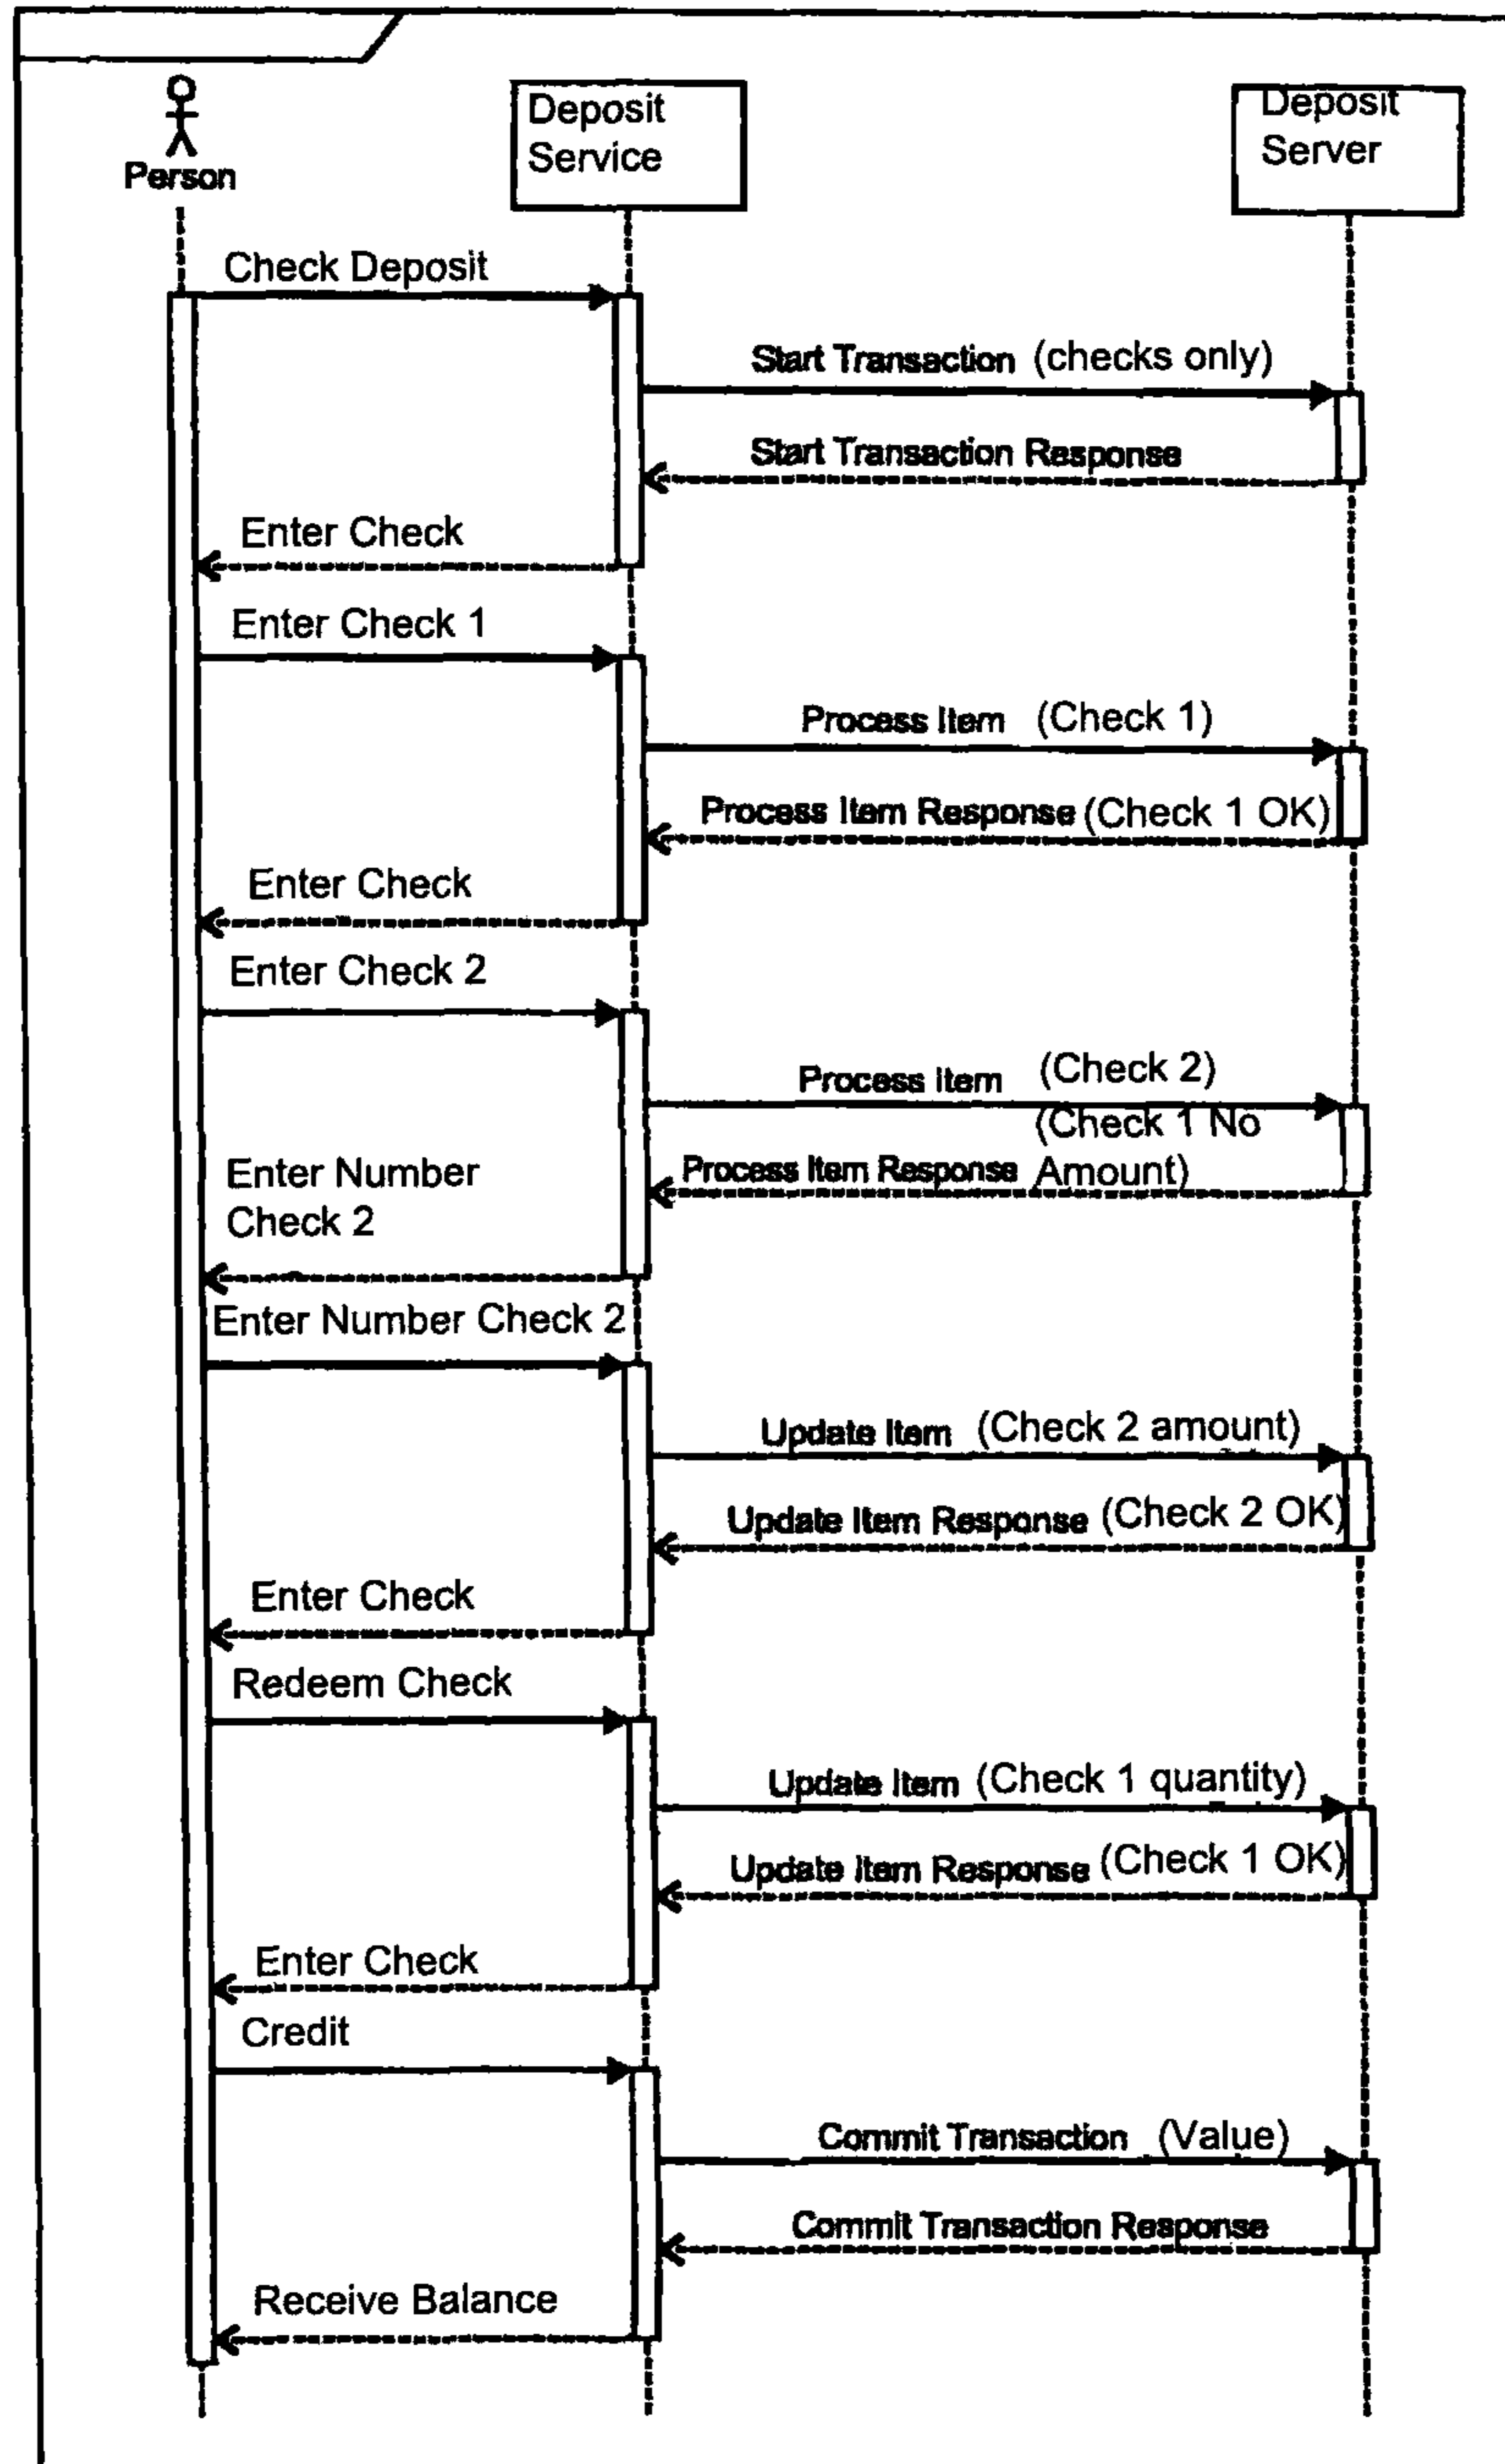 Person
Deposit
Service
Deposit
Server
Check Deposit
Start Transaction (checks only)
Start Transaction Response
Enter Check
Enter Check 1
Process Item (Check 1)
Process Item Response (Check 1 OK)
Enter Check
Enter Check 2
Process Item (Check 2)
(Check 1 No
Process Item Response Amount)
Enter Number
Check 2
Enter Number Check 2
Update Item (Check 2 amount)
Update Item Response (Check 2 OK)
Enter Check
Redeem Check
Update Item (Check 1 quantity)
Update Item Response (Check 1 OK)
Enter Check
Credit
Commit Transaction (Value)
Commit Transaction Response
Receive Balance